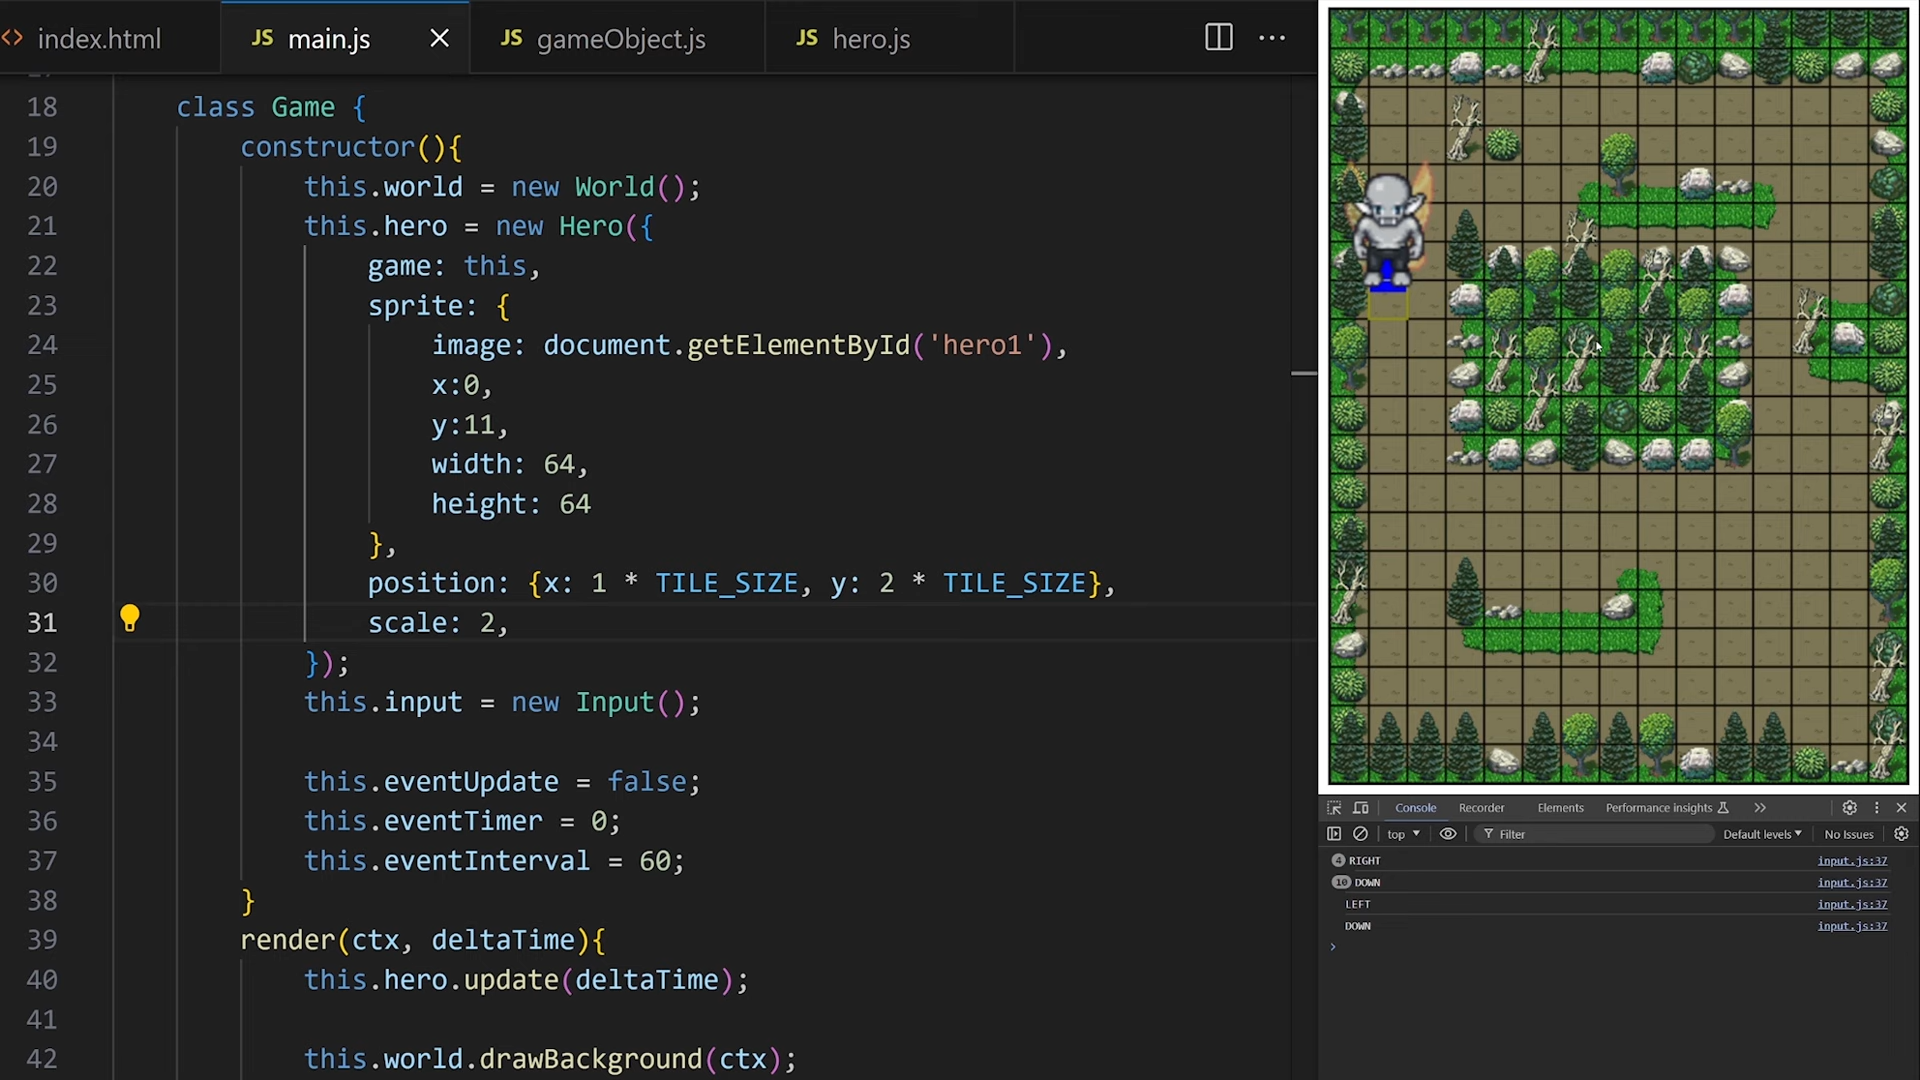 index.html
JS main.js
JS gameObject.js
JS hero.js
18 class Game {
19 constructor(){
20 this.world = new World();
21 this.hero = new Hero({
22 game: this,
23 sprite: {
24 image: document.getElementById('hero1'),
25 x:0,
26 y:11,
27 width: 64,
28 height: 64
29 },
30 position: {x: 1 * TILE_SIZE, y: 2 * TILE_SIZE},
31 scale: 2,
32 });
33 this.input = new Input();
34
35 this.eventUpdate = false;
36 this.eventTimer = 0;
37 this.eventInterval = 60;
38 }
39 render(ctx, deltaTime){
40 this.hero.update(deltaTime);
41
42 this.world.drawBackground(ctx);
Console Recorder Elements Performance insights
top Filter Default levels No Issues
4 RIGHT input.js:37
10 DOWN input.js:37
LEFT input.js:37
DOWN input.js:37